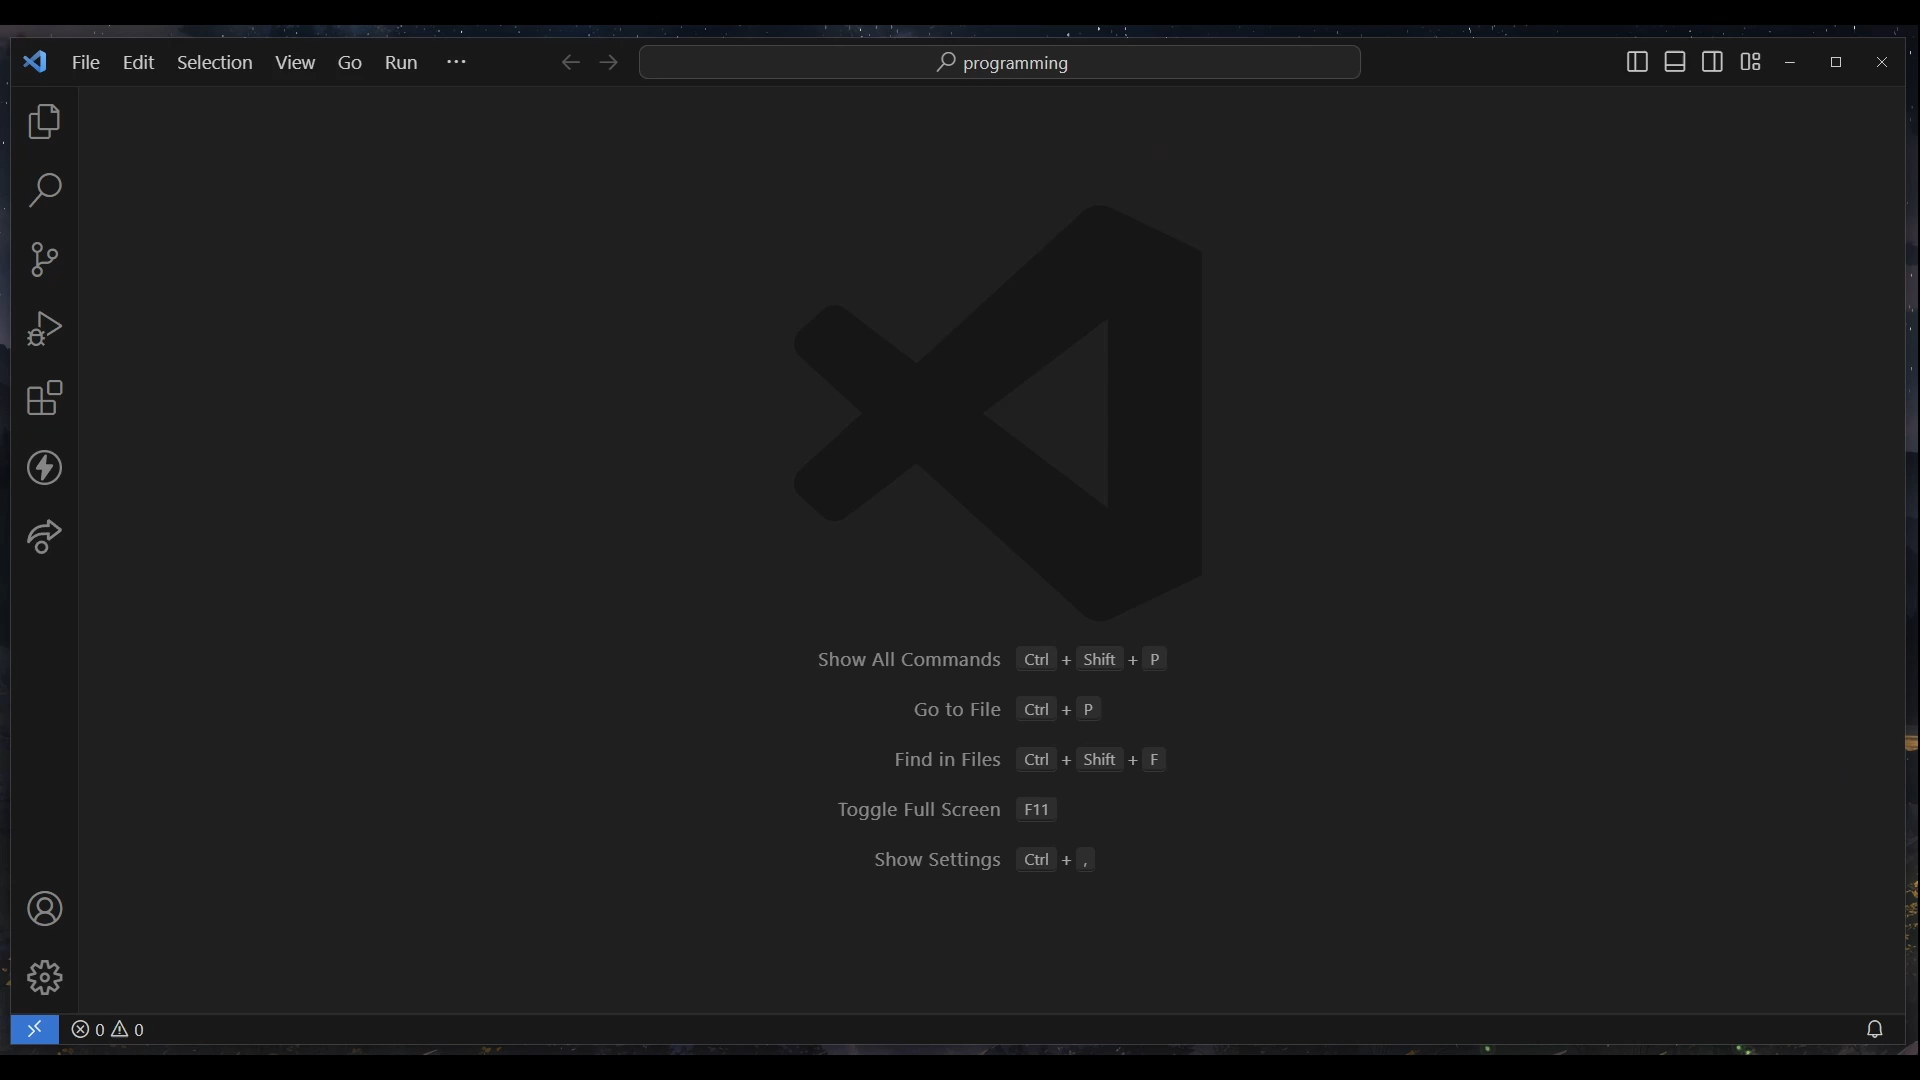 File Edit Selection View Go Run ··· programming
Show All Commands Ctrl + Shift + P
Go to File Ctrl + P
Find in Files Ctrl + Shift + F
Toggle Full Screen F11
Show Settings Ctrl + ,
0 0